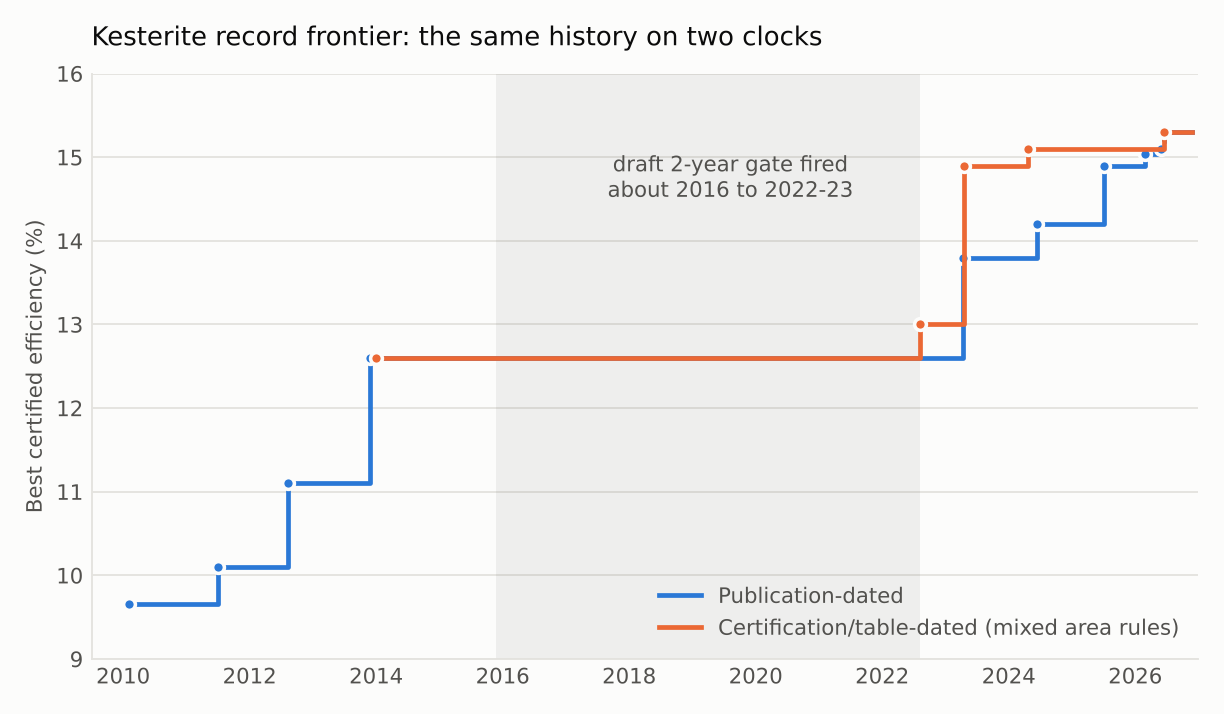 Kesterite record frontier: the same history on two clocks
16
15
14
13
12
11
10
9
Best certified efficiency (%)
draft 2-year gate fired
about 2016 to 2022-23
Publication-dated
Certification/table-dated (mixed area rules)
2010 2012 2014 2016 2018 2020 2022 2024 2026